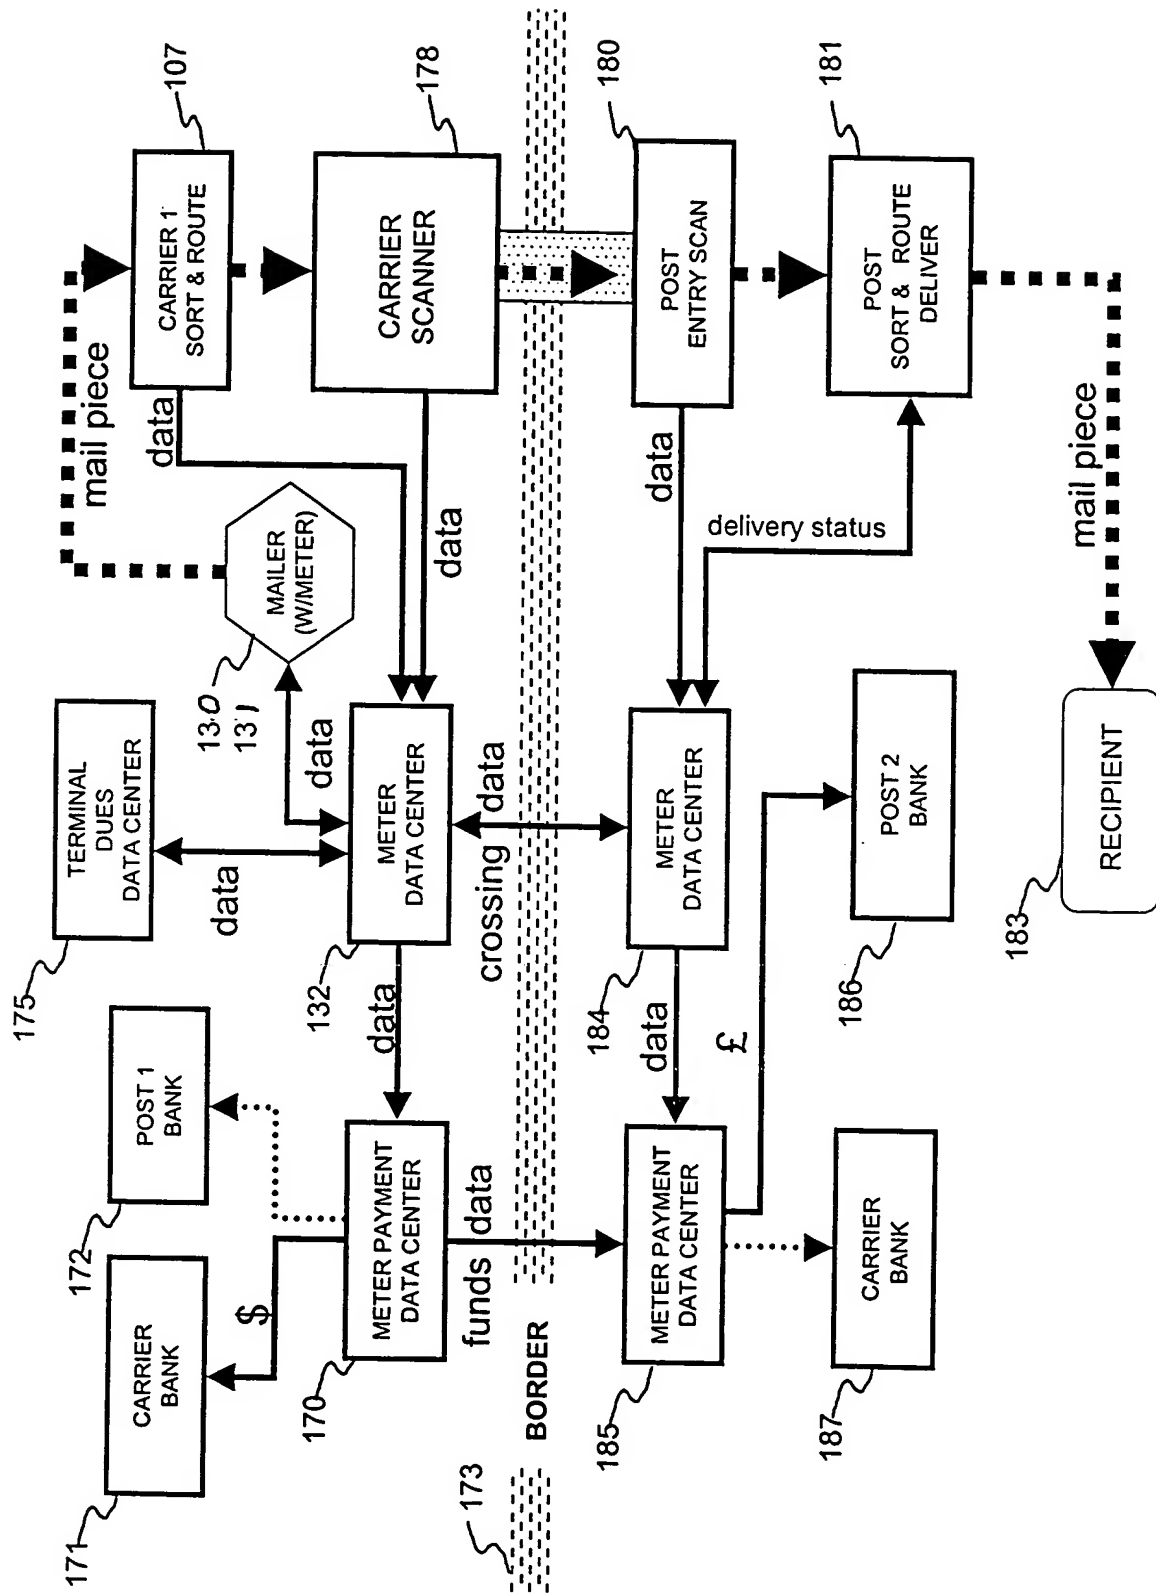 171
CARRIER
BANK
$
172
POST 1
BANK
175
TERMINAL
DUES
DATA CENTER
data
130
131
MAILER
(W/METER)
data
mail piece
CARRIER 1
SORT & ROUTE
107
data
170
METER PAYMENT
DATA CENTER
data
132
METER
DATA CENTER
data
CARRIER
SCANNER
178
funds data
crossing data
173
BORDER
185
METER PAYMENT
DATA CENTER
data
184
METER
DATA CENTER
data
POST
ENTRY SCAN
180
£
delivery status
187
CARRIER
BANK
186
POST 2
BANK
POST
SORT & ROUTE
DELIVER
181
183
RECIPIENT
mail piece